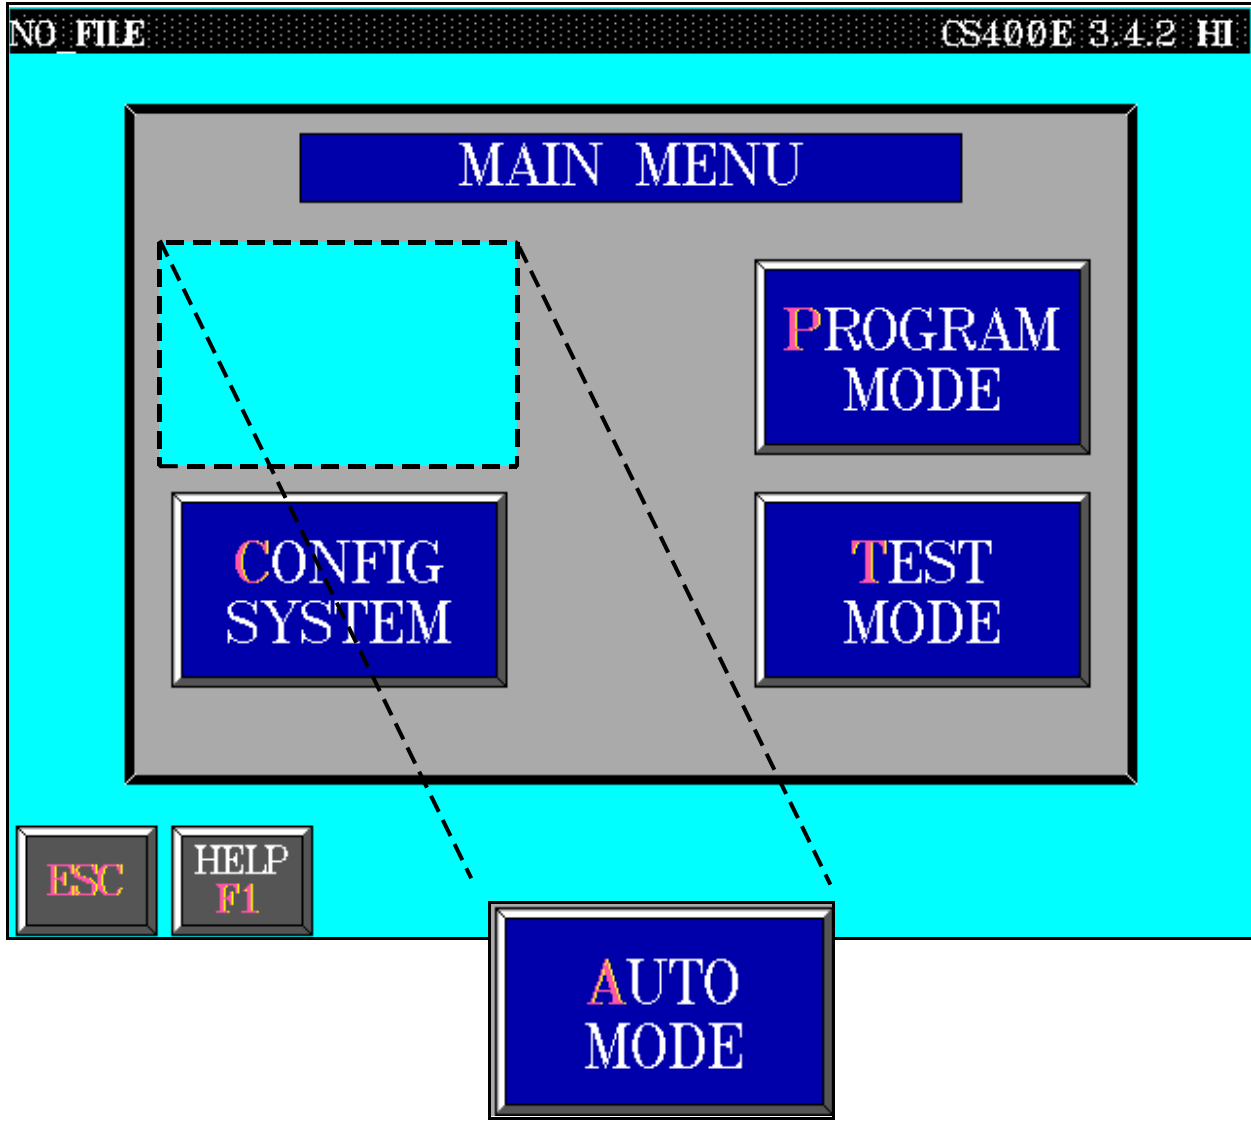 NO_FILE CS400E 3.4.2 HI
MAIN MENU
PROGRAM
MODE
CONFIG
SYSTEM
TEST
MODE
ESC
HELP
F1
AUTO
MODE